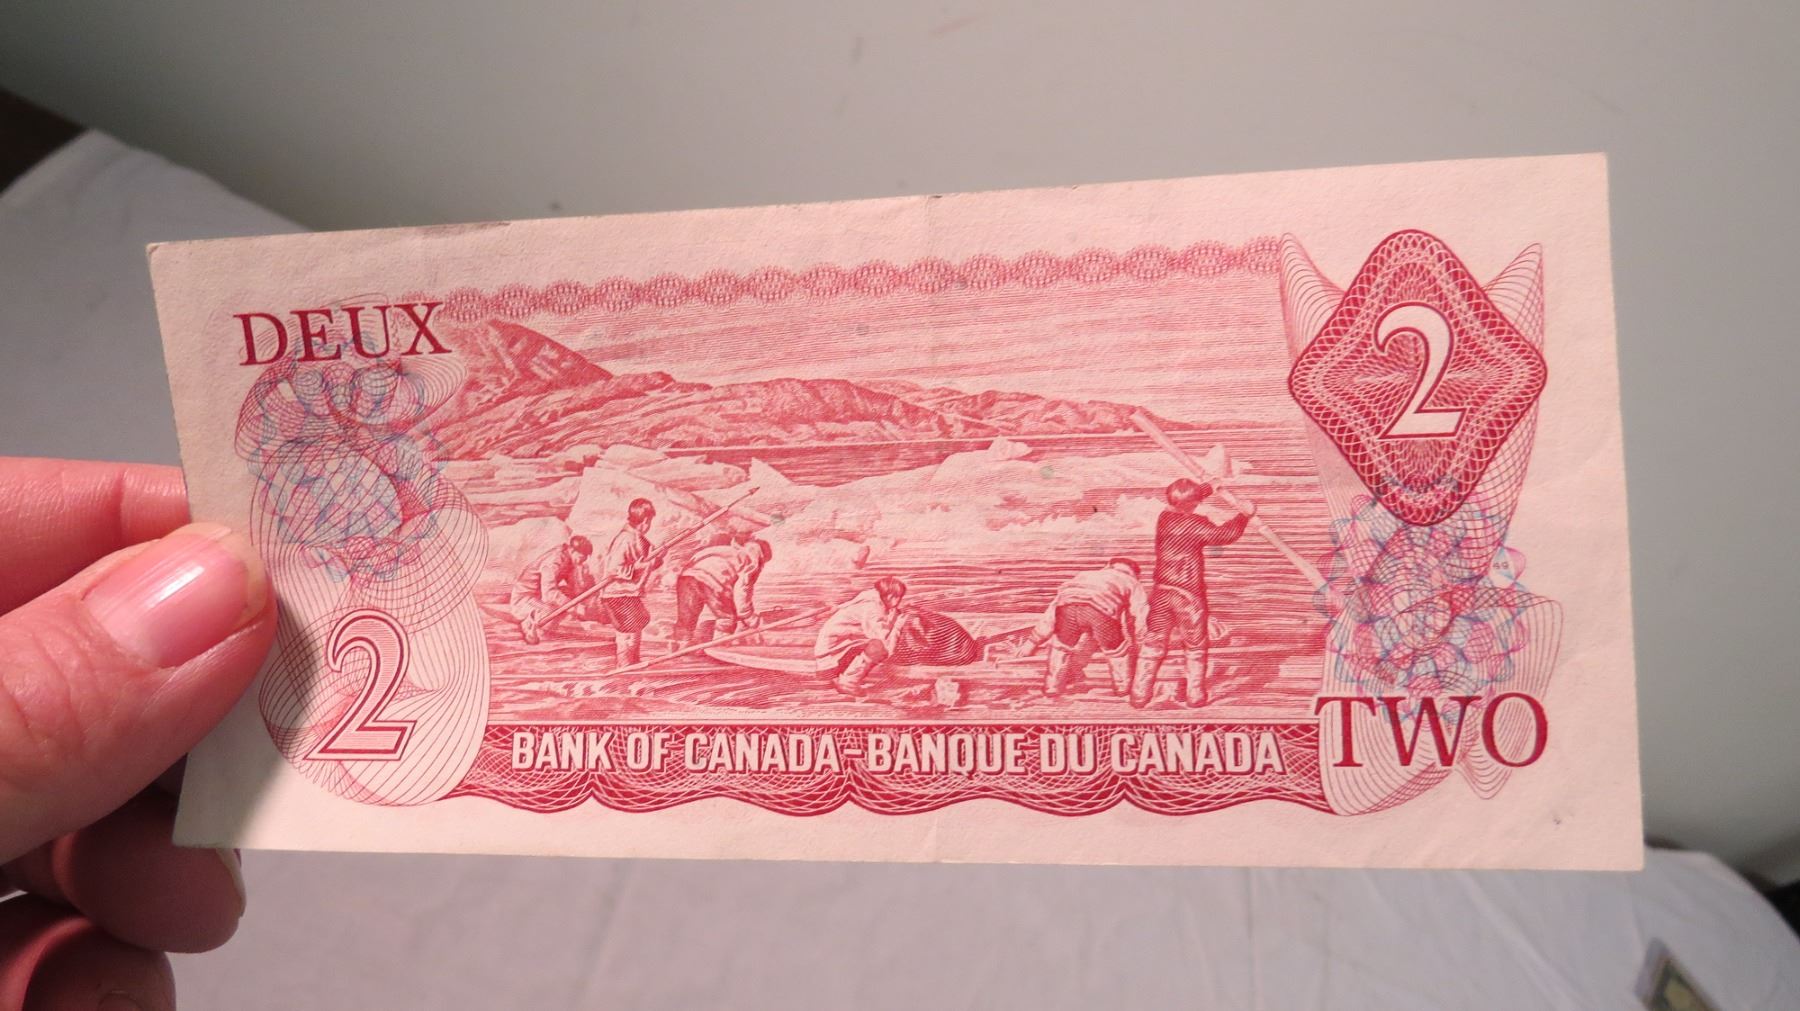 DEUX
2
2
BANK OF CANADA-BANQUE DU CANADA
TWO